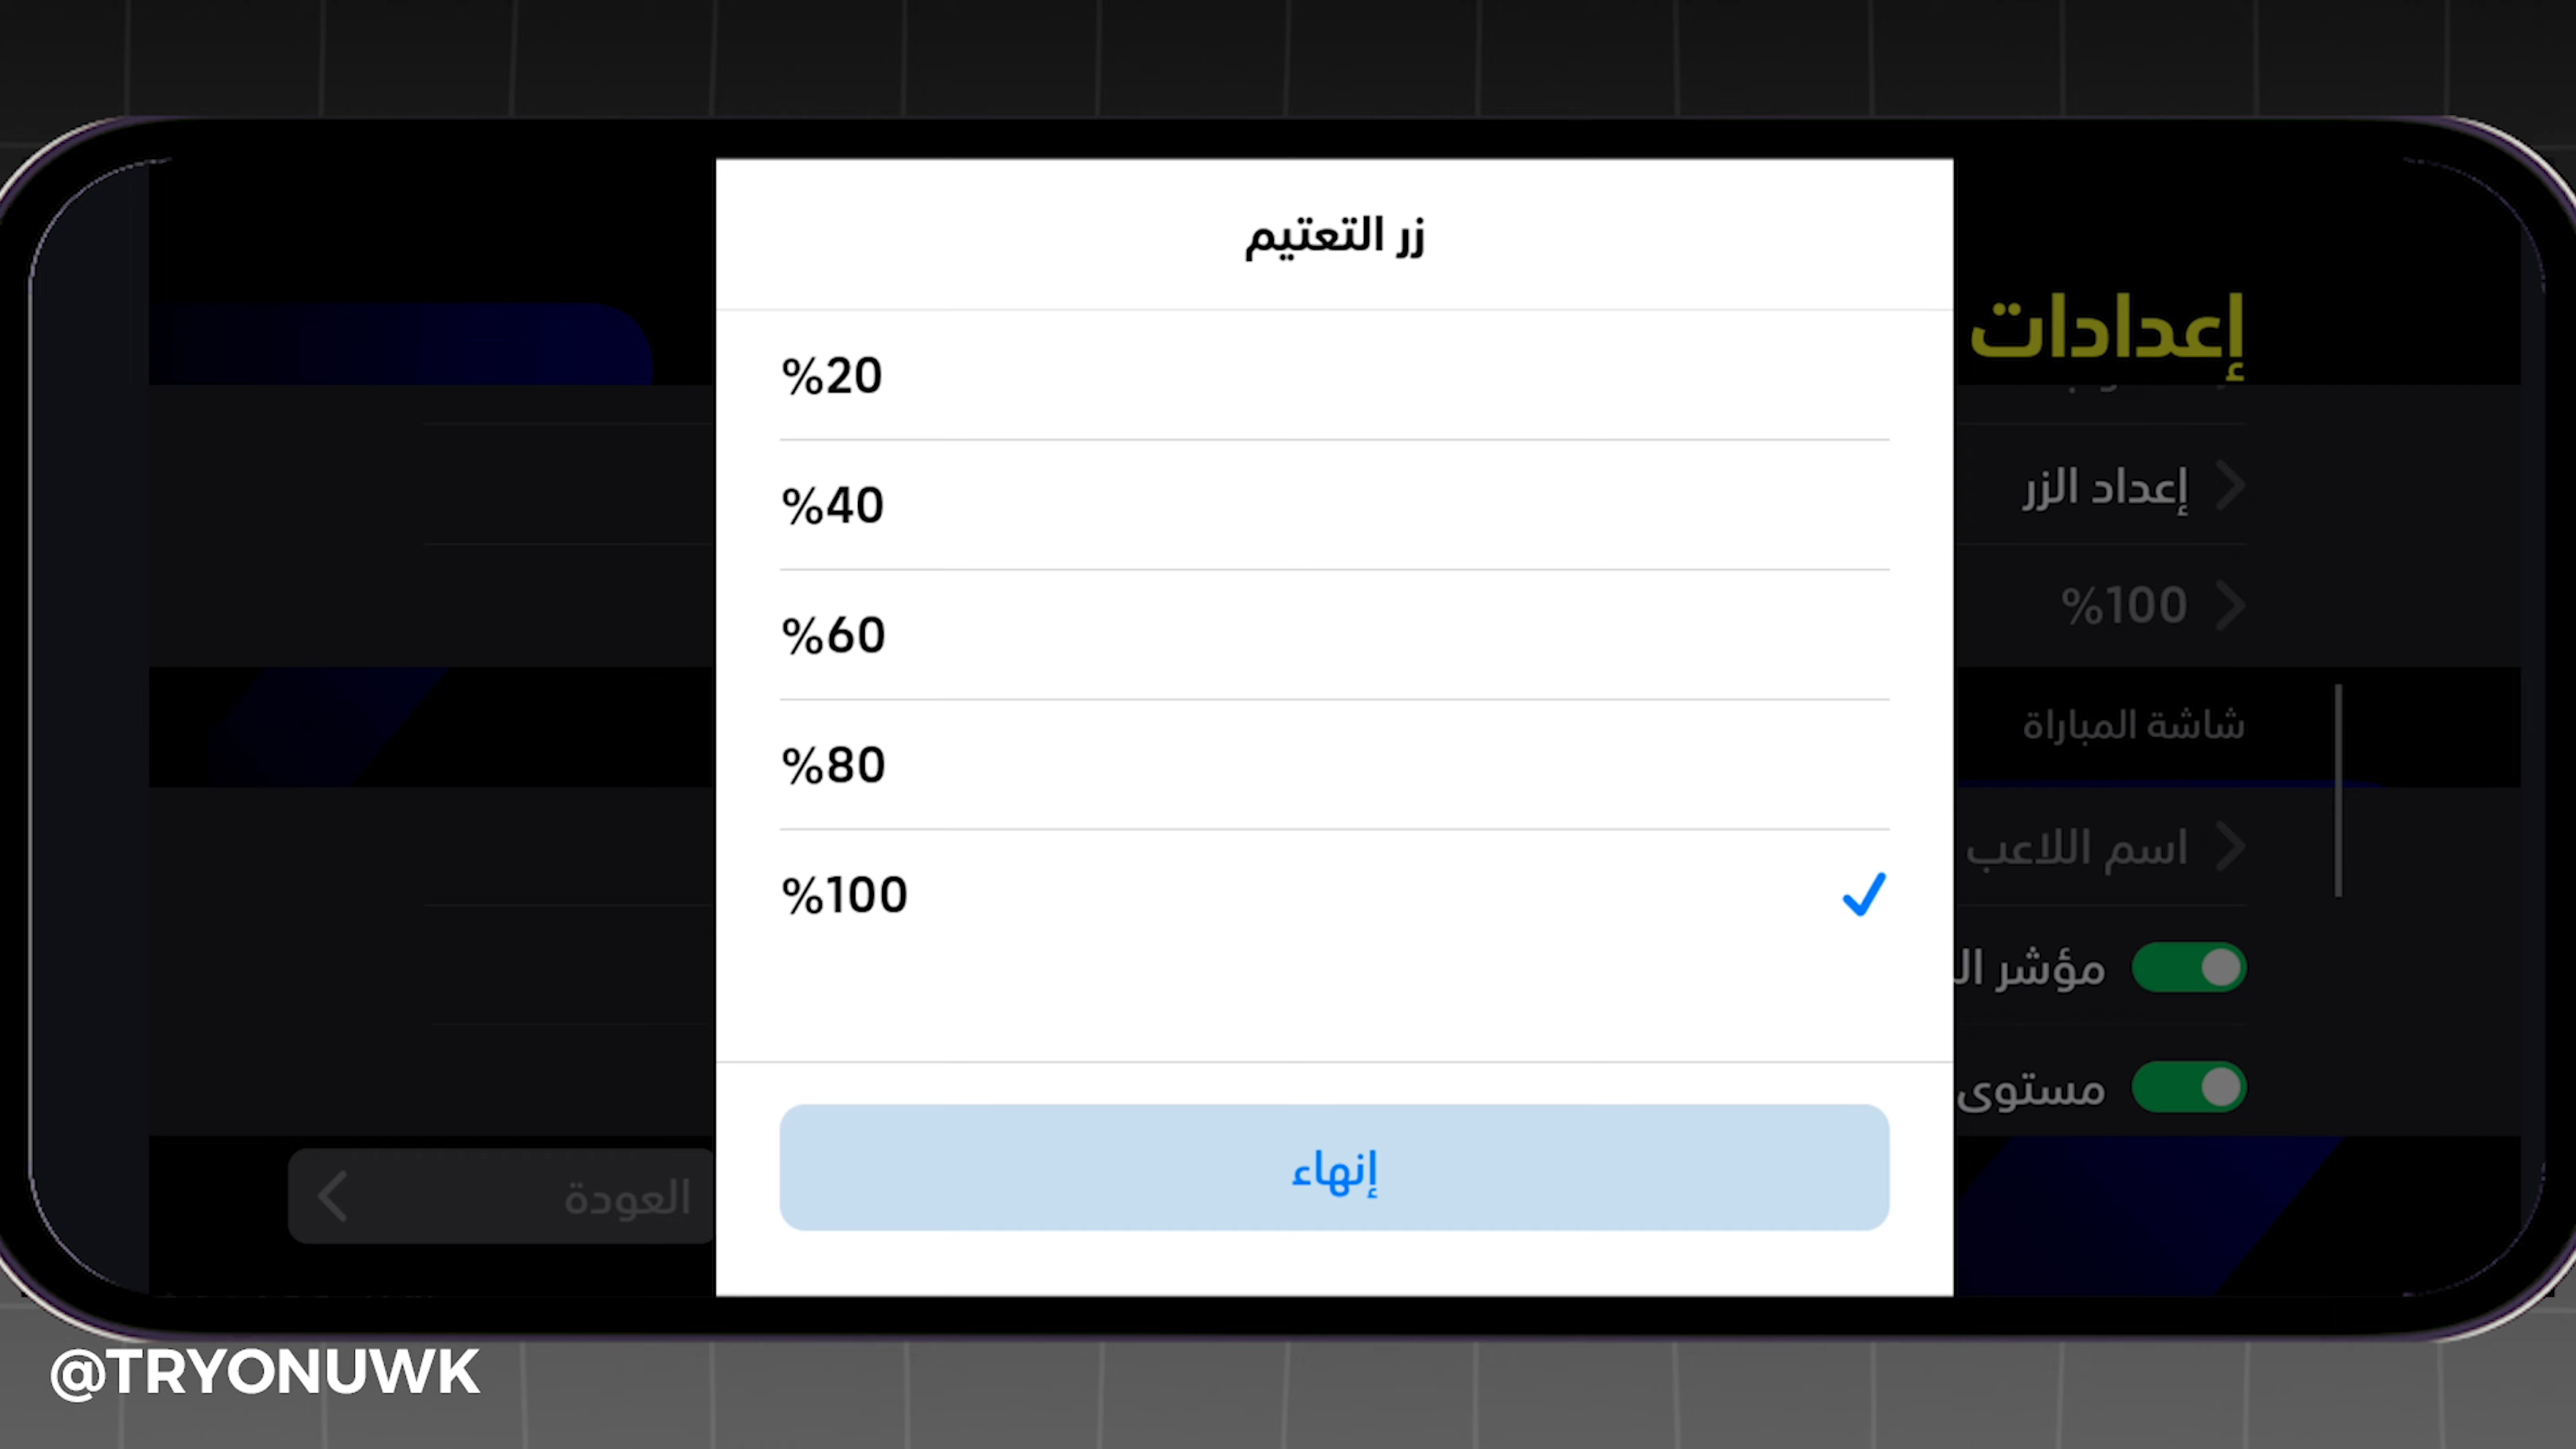 زر التعتيم
%20
%40
%60
%80
%100
إنهاء
إعدادات
إعداد الزر
%100
شاشة المباراة
اسم اللاعب
مؤشر ال
مستوى
العودة
@TRYONUWK